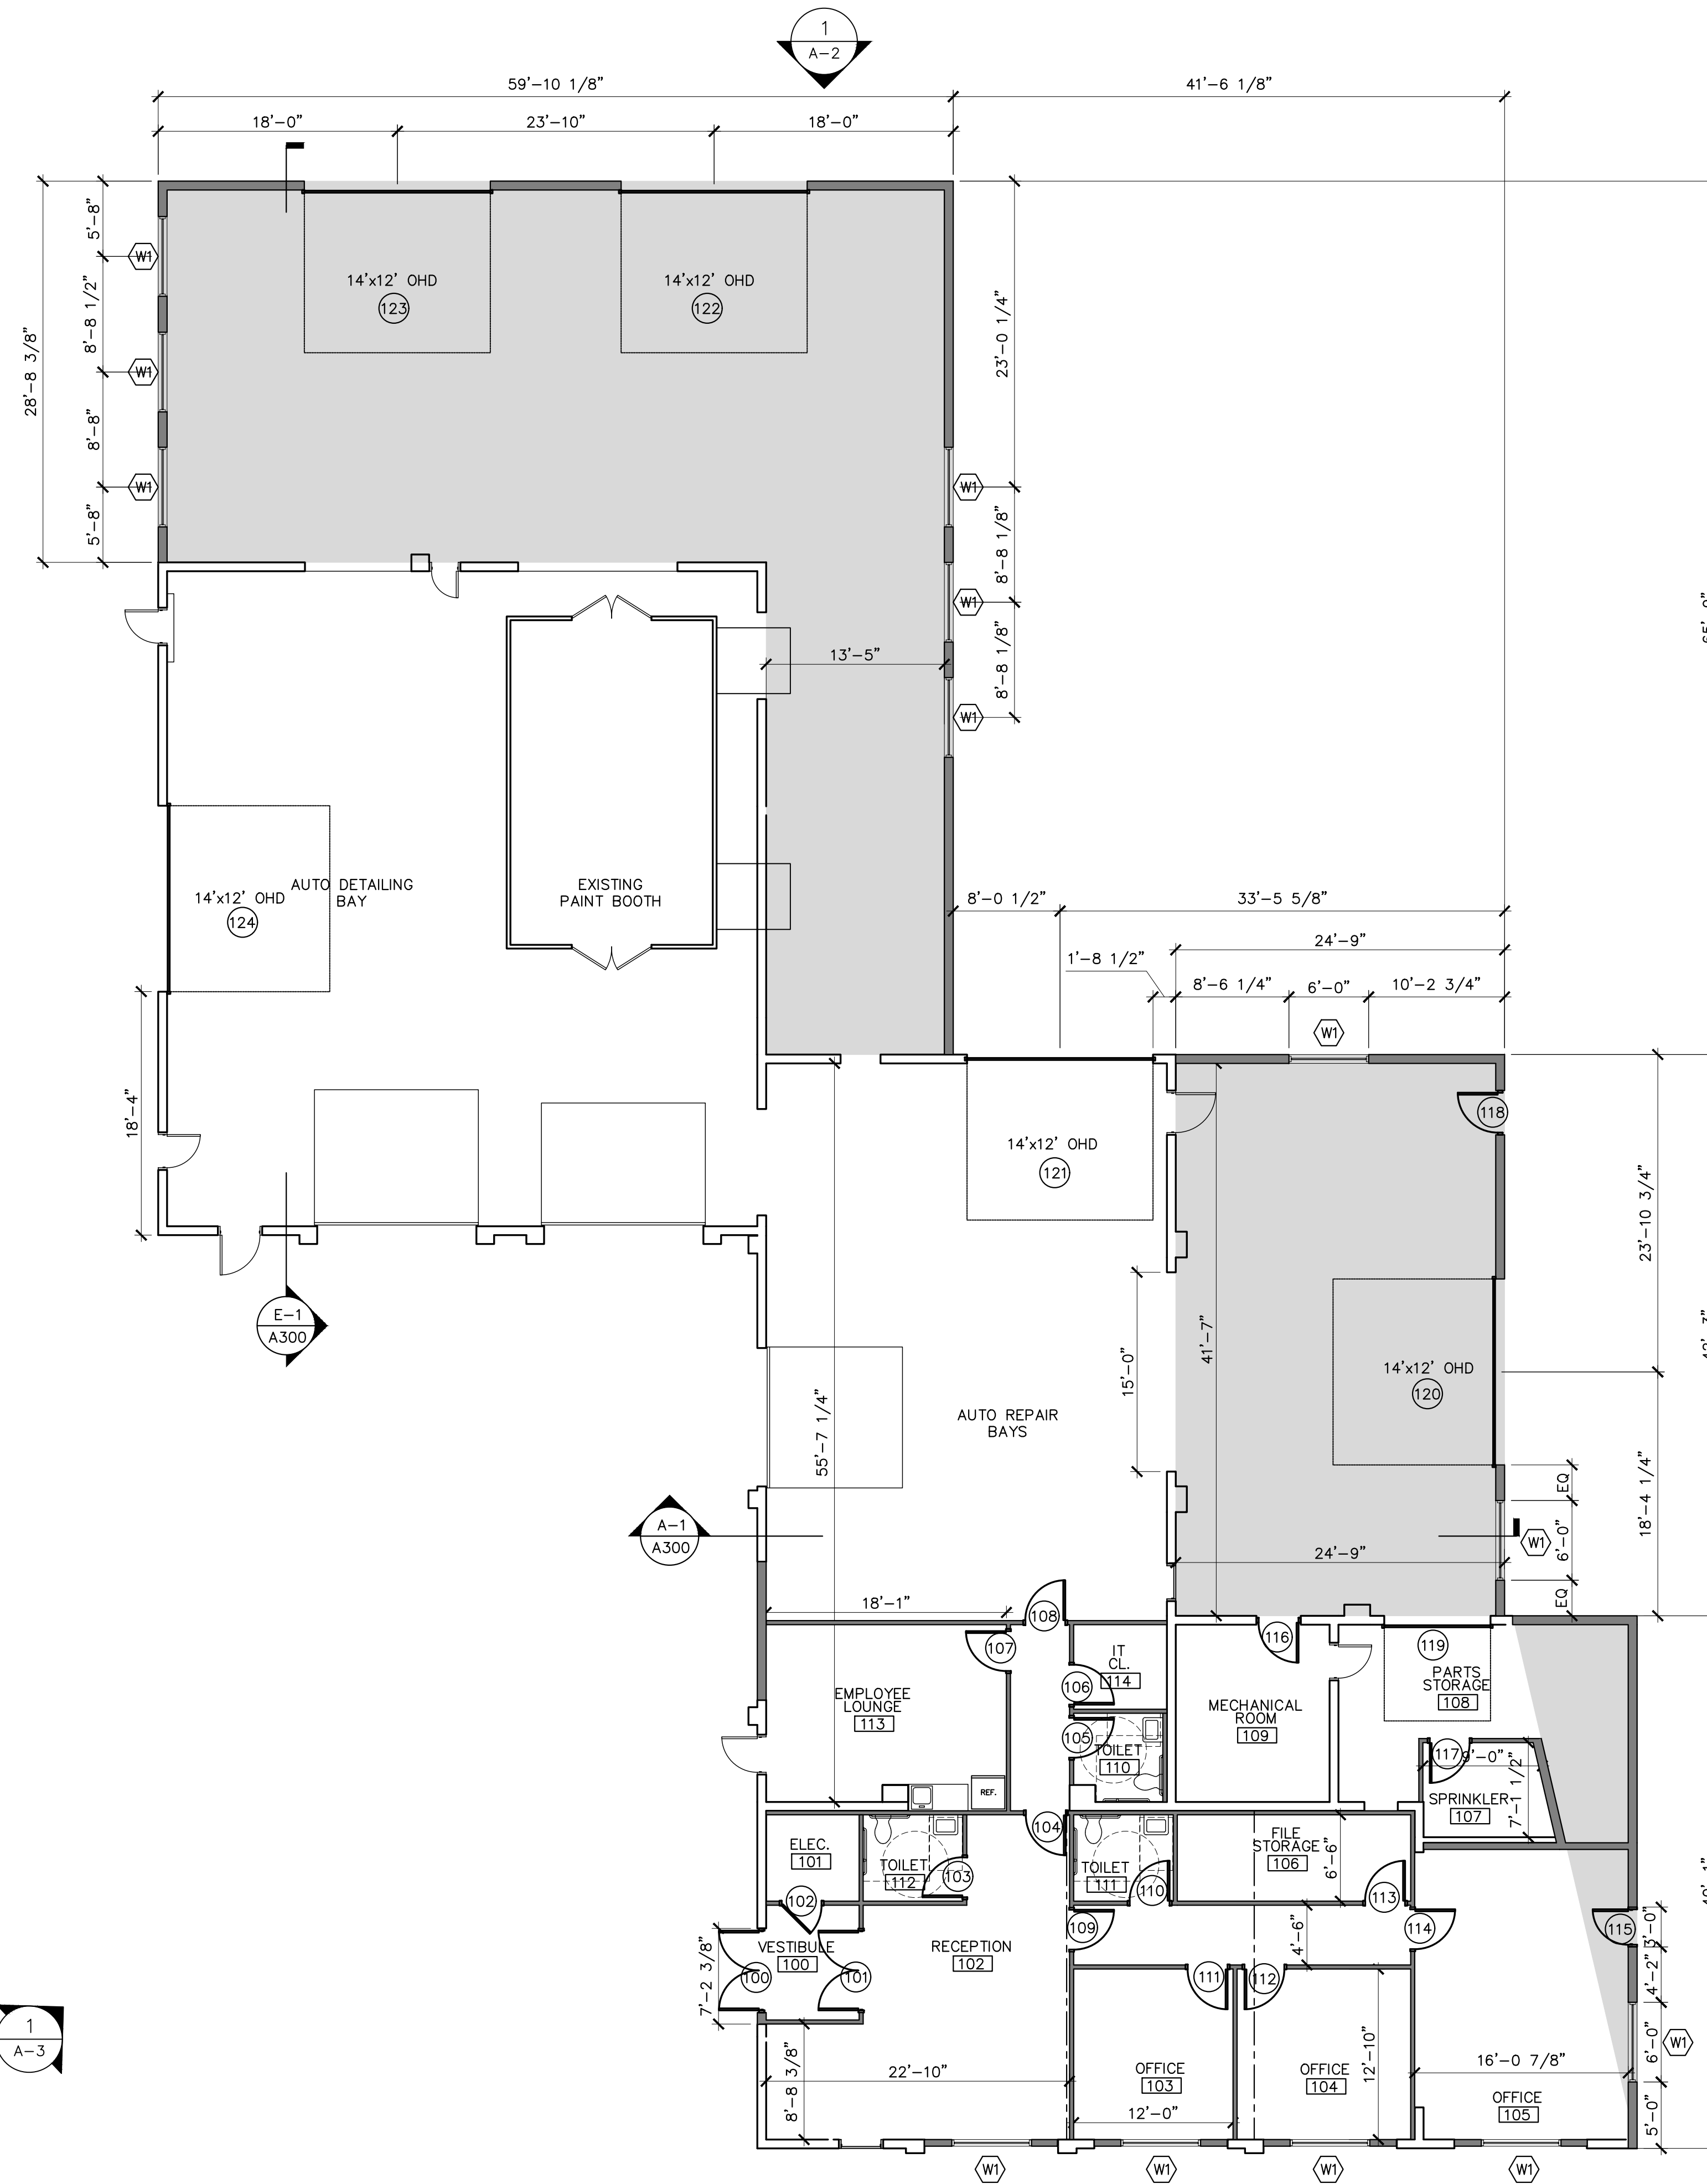 1
A-2
59'-10 1/8"
41'-6 1/8"
18'-0"
23'-10"
18'-0"
28'-8 3/8"
5'-8"
8'-8 1/2"
8'-8"
5'-8"
W1
W1
W1
14'x12' OHD
123
14'x12' OHD
122
23'-0 1/4"
8'-8 1/8"
8'-8 1/8"
W1
W1
W1
13'-5"
14'x12' OHD
124
AUTO DETAILING
BAY
EXISTING
PAINT BOOTH
8'-0 1/2"
33'-5 5/8"
24'-9"
1'-8 1/2"
8'-6 1/4"
6'-0"
10'-2 3/4"
W1
18'-4"
14'x12' OHD
121
118
23'-10 3/4"
E-1
A300
15'-0"
41'-7"
55'-7 1/4"
14'x12' OHD
120
AUTO REPAIR
BAYS
18'-4 1/4"
EQ
6'-0"
EQ
W1
A-1
A300
24'-9"
18'-1"
108
107
106
105
IT
CL.
114
EMPLOYEE
LOUNGE
113
REF.
TOILET
110
116
MECHANICAL
ROOM
109
119
PARTS
STORAGE
108
117
9'-0"
7'-1 1/2"
SPRINKLER
107
104
ELEC.
101
102
TOILET
112
103
TOILET
111
110
FILE
STORAGE
106
6'-6"
113
109
4'-6"
114
115
3'-0"
4'-2"
6'-0"
5'-0"
W1
VESTIBULE
100
100
101
RECEPTION
102
7'-2 3/8"
8'-8 3/8"
22'-10"
111
112
OFFICE
103
12'-0"
OFFICE
104
12'-10"
16'-0 7/8"
OFFICE
105
1
A-3
W1
W1
W1
W1